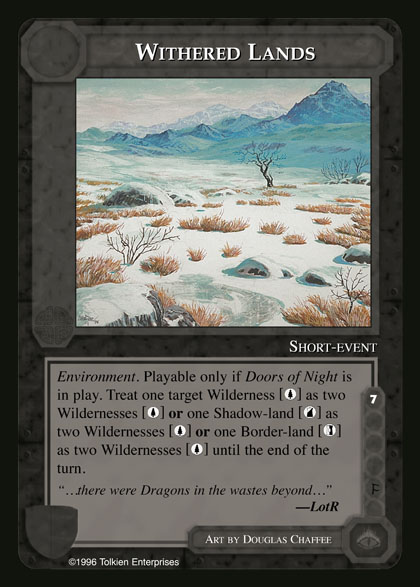 WITHERED LANDS
SHORT-EVENT
Environment. Playable only if Doors of Night is
in play. Treat one target Wilderness [] as two
Wildernesses [] or one Shadow-land [] as
two Wildernesses [] or one Border-land []
as two Wildernesses [] until the end of the
turn.
“…there were Dragons in the wastes beyond…”
—LotR
7
ART BY DOUGLAS CHAFFEE
©1996 Tolkien Enterprises